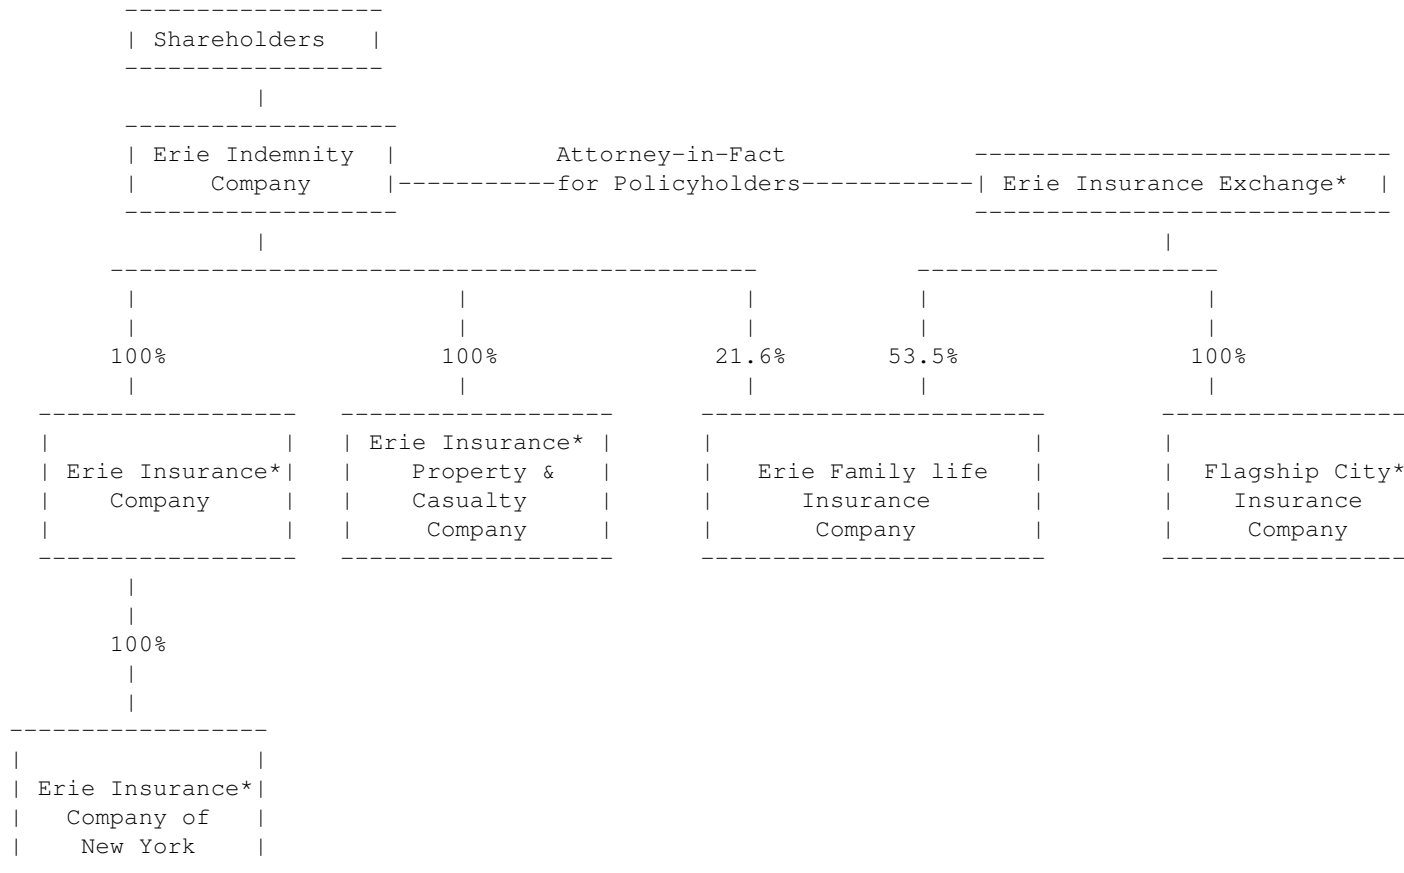 Shareholders
Erie Indemnity
Company
Attorney-in-Fact
for Policyholders
Erie Insurance Exchange*
100%
100%
21.6%
53.5%
100%
Erie Insurance*
Company
Erie Insurance*
Property &
Casualty
Company
Erie Family life
Insurance
Company
Flagship City*
Insurance
Company
100%
Erie Insurance*
Company of
New York